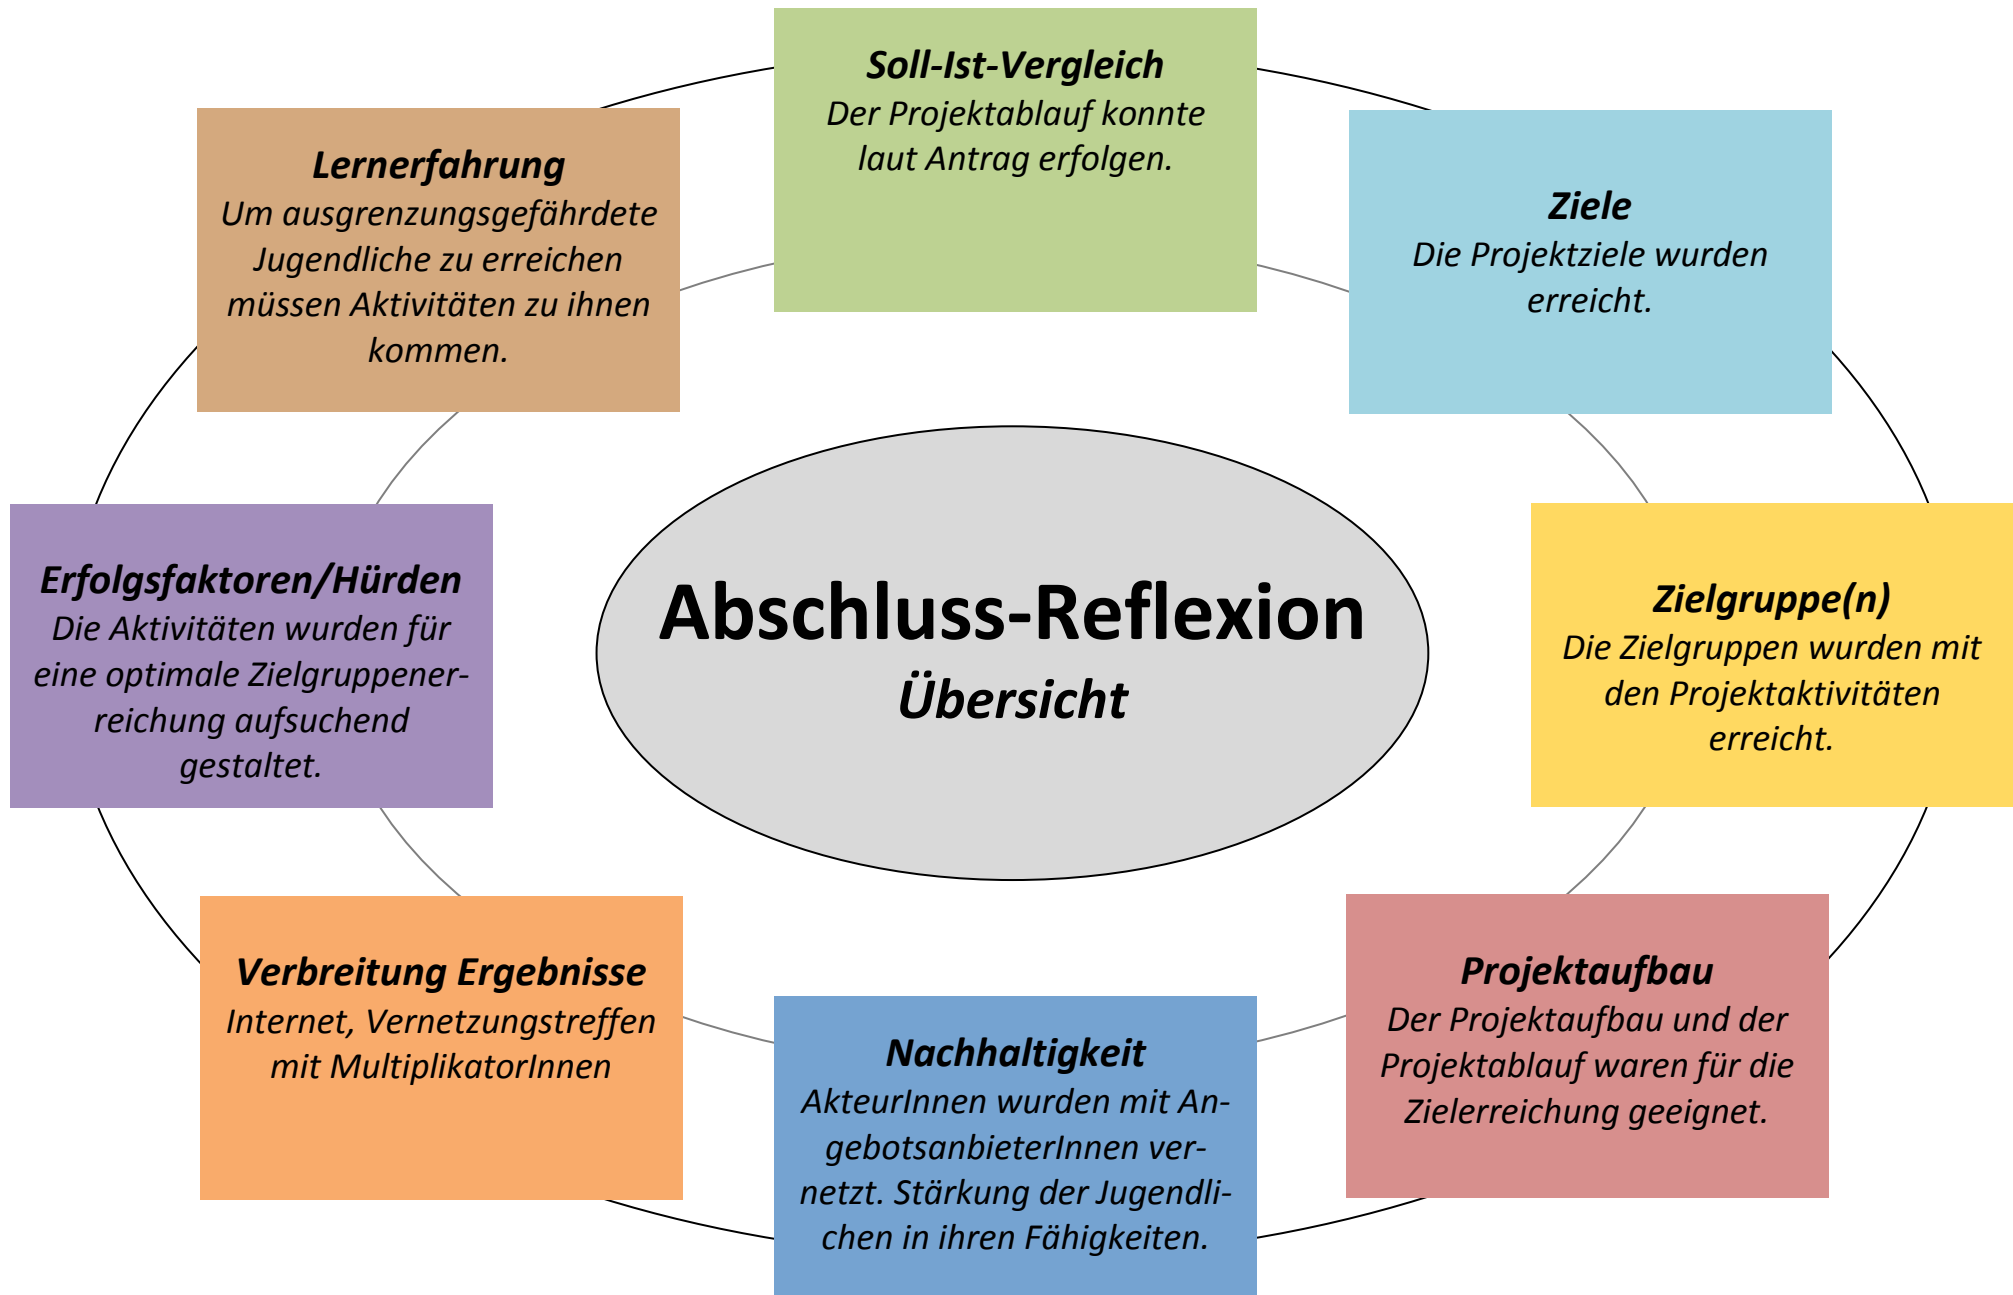 Soll-Ist-Vergleich
Der Projektablauf konnte
laut Antrag erfolgen.
Ziele
Die Projektziele wurden
erreicht.
Zielgruppe(n)
Die Zielgruppen wurden mit
den Projektaktivitäten
erreicht.
Projektaufbau
Der Projektaufbau und der
Projektablauf waren für die
Zielerreichung geeignet.
Nachhaltigkeit
AkteurInnen wurden mit An-
gebotsanbieterInnen ver-
netzt. Stärkung der Jugendli-
chen in ihren Fähigkeiten.
Verbreitung Ergebnisse
Internet, Vernetzungstreffen
mit MultiplikatorInnen
Erfolgsfaktoren/Hürden
Die Aktivitäten wurden für
eine optimale Zielgruppener-
reichung aufsuchend
gestaltet.
Lernerfahrung
Um ausgrenzungsgefährdete
Jugendliche zu erreichen
müssen Aktivitäten zu ihnen
kommen.
Abschluss-Reflexion
Übersicht